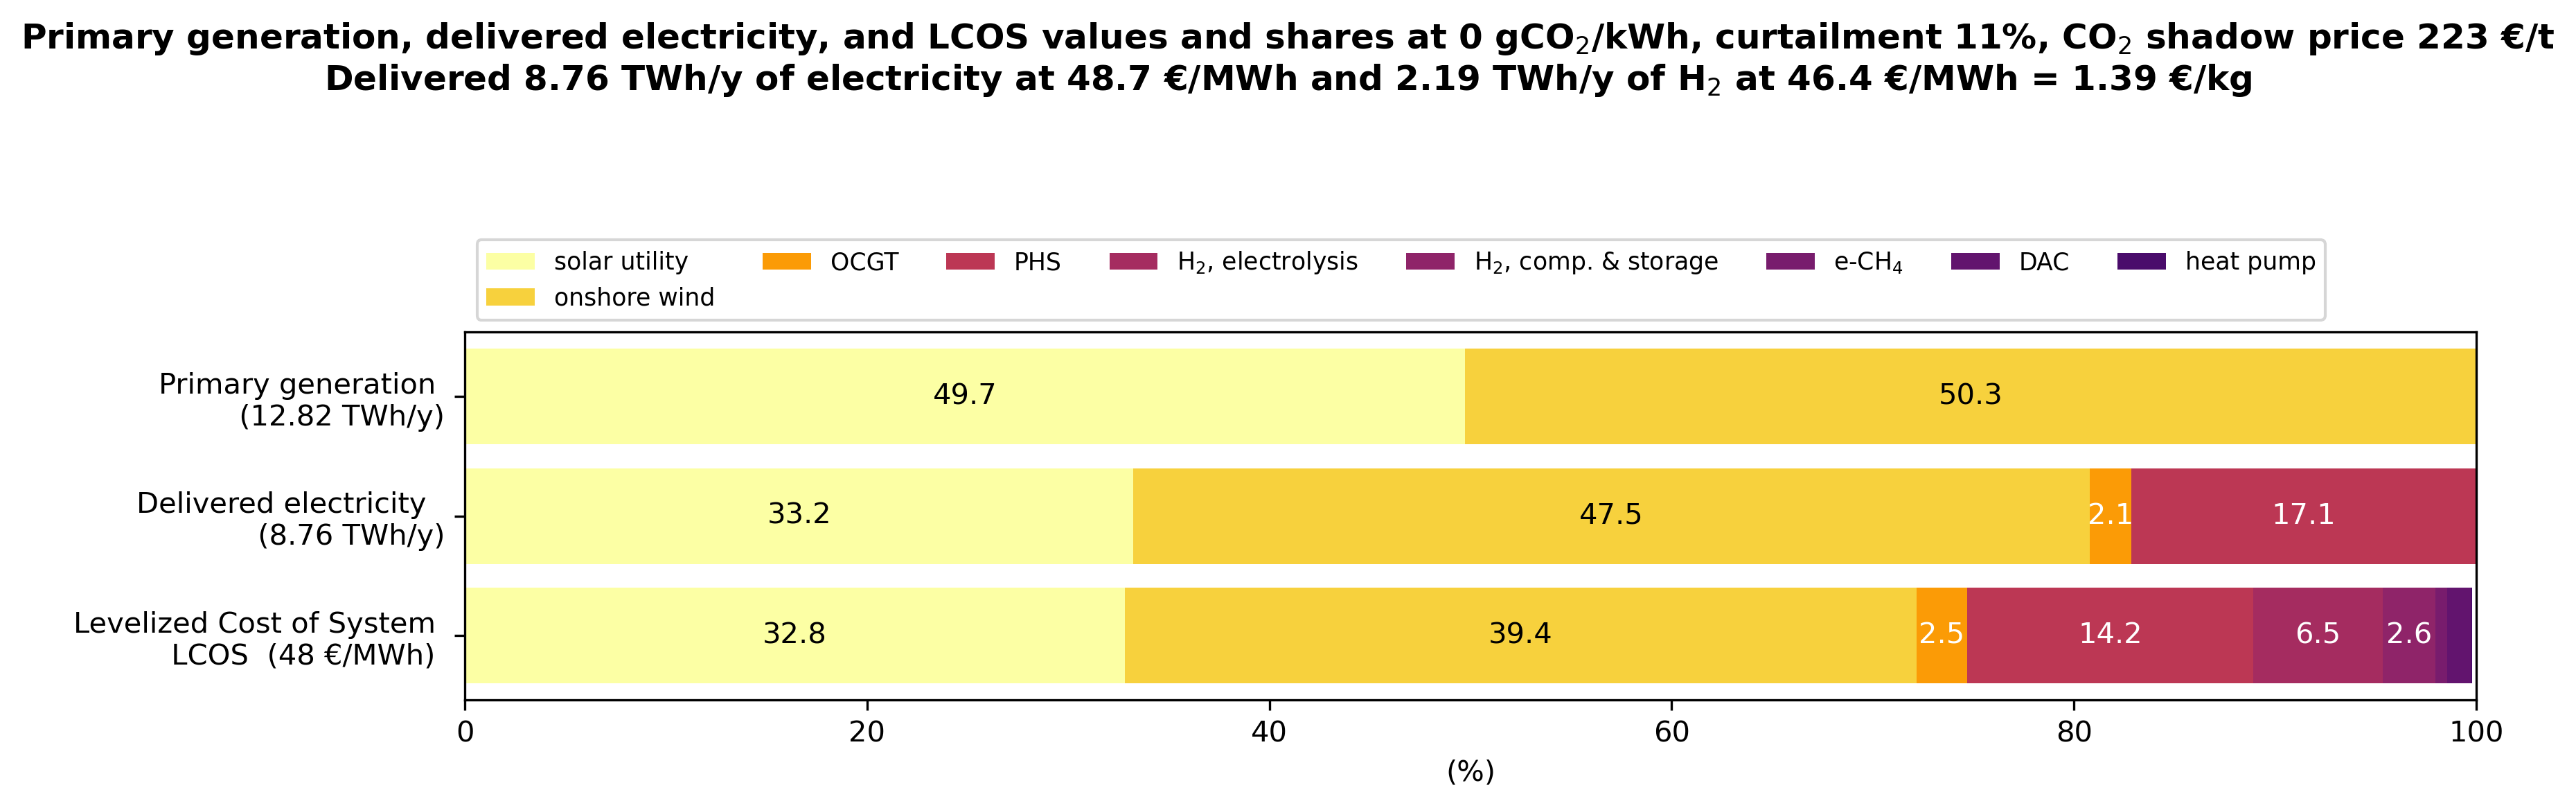 Primary generation, delivered electricity, and LCOS values and shares at 0 gCO₂/kWh, curtailment 11%, CO₂ shadow price 223 €/t
Delivered 8.76 TWh/y of electricity at 48.7 €/MWh and 2.19 TWh/y of H₂ at 46.4 €/MWh = 1.39 €/kg
solar utility
OCGT
PHS
H₂, electrolysis
H₂, comp. & storage
e-CH₄
DAC
heat pump
onshore wind
Primary generation
(12.82 TWh/y)
49.7
50.3
Delivered electricity
(8.76 TWh/y)
33.2
47.5
2.1
17.1
Levelized Cost of System
LCOS (48 €/MWh)
32.8
39.4
2.5
14.2
6.5
2.6
0
20
40
60
80
100
(%)